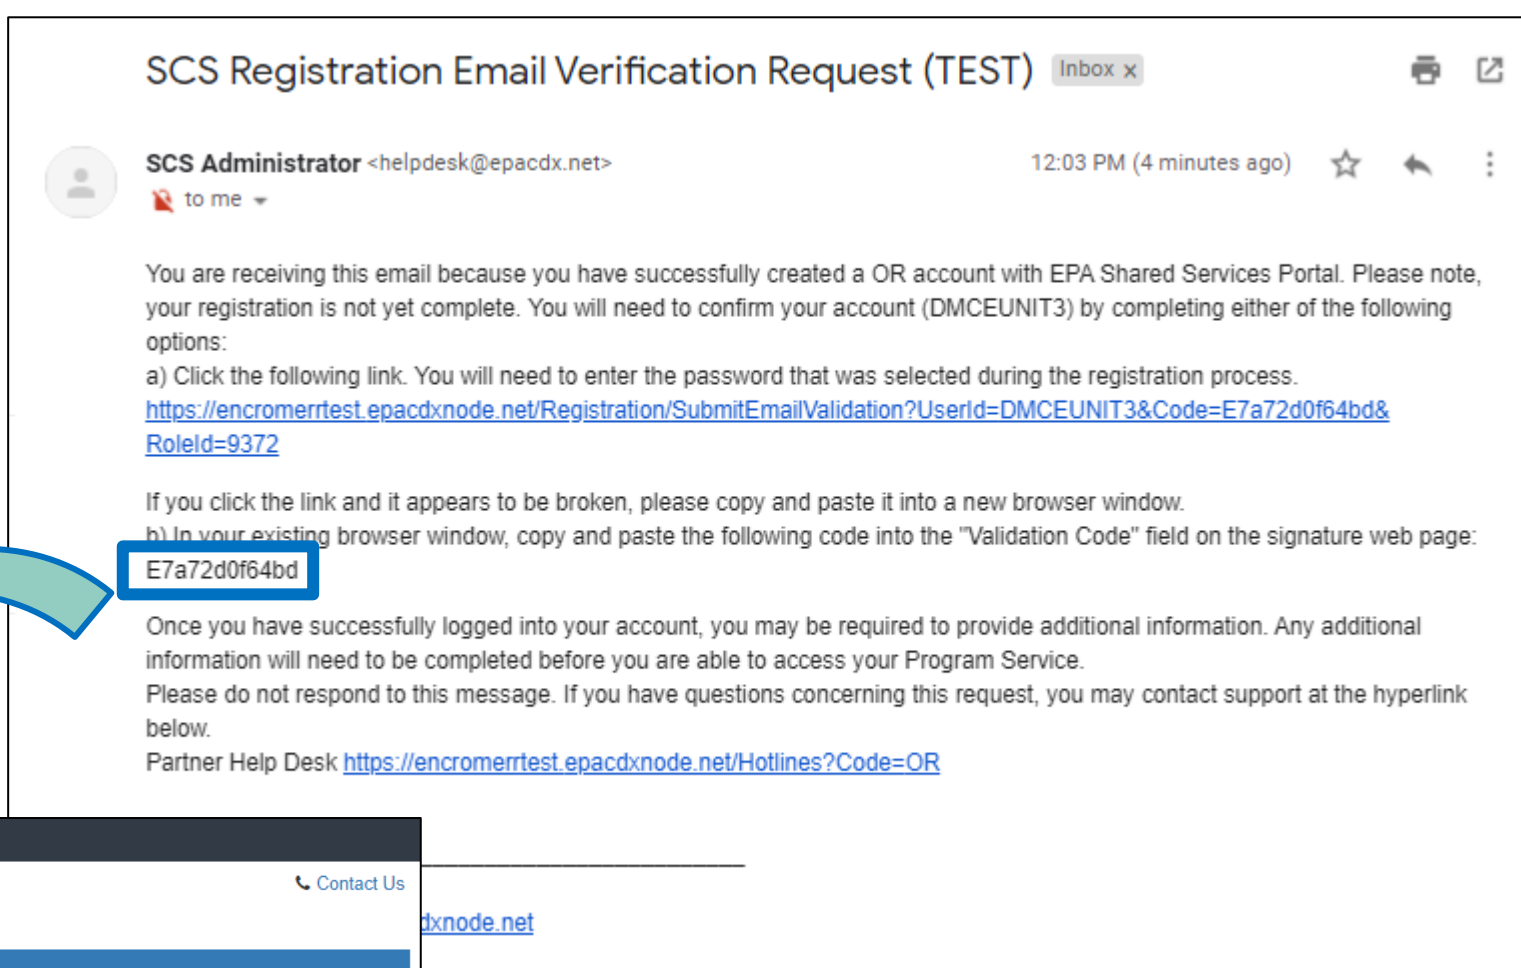 SCS Registration Email Verification Request (TEST) Inbox x
SCS Administrator <helpdesk@epacdx.net> 12:03 PM (4 minutes ago)
to me
You are receiving this email because you have successfully created a OR account with EPA Shared Services Portal. Please note,
your registration is not yet complete. You will need to confirm your account (DMCEUNIT3) by completing either of the following
options:
a) Click the following link. You will need to enter the password that was selected during the registration process.
https://encromerrtest.epacdxnode.net/Registration/SubmitEmailValidation?UserId=DMCEUNIT3&Code=E7a72d0f64bd&
RoleId=9372
If you click the link and it appears to be broken, please copy and paste it into a new browser window.
b) In your existing browser window, copy and paste the following code into the "Validation Code" field on the signature web page:
E7a72d0f64bd
Once you have successfully logged into your account, you may be required to provide additional information. Any additional
information will need to be completed before you are able to access your Program Service.
Please do not respond to this message. If you have questions concerning this request, you may contact support at the hyperlink
below.
Partner Help Desk https://encromerrtest.epacdxnode.net/Hotlines?Code=OR
Contact Us
dxnode.net